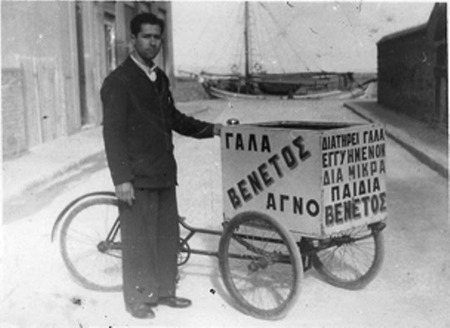 ΓΑΛΑ
ΒΕΝΕΤΟΣ
ΑΓΝΟ
ΔΙΑΤΗΡΕΙ ΓΑΛΑ
ΕΓΓΥΗΜΕΝΟΝ
ΔΙΑ ΜΙΚΡΑ
ΠΑΙΔΙΑ
ΒΕΝΕΤΟΣ